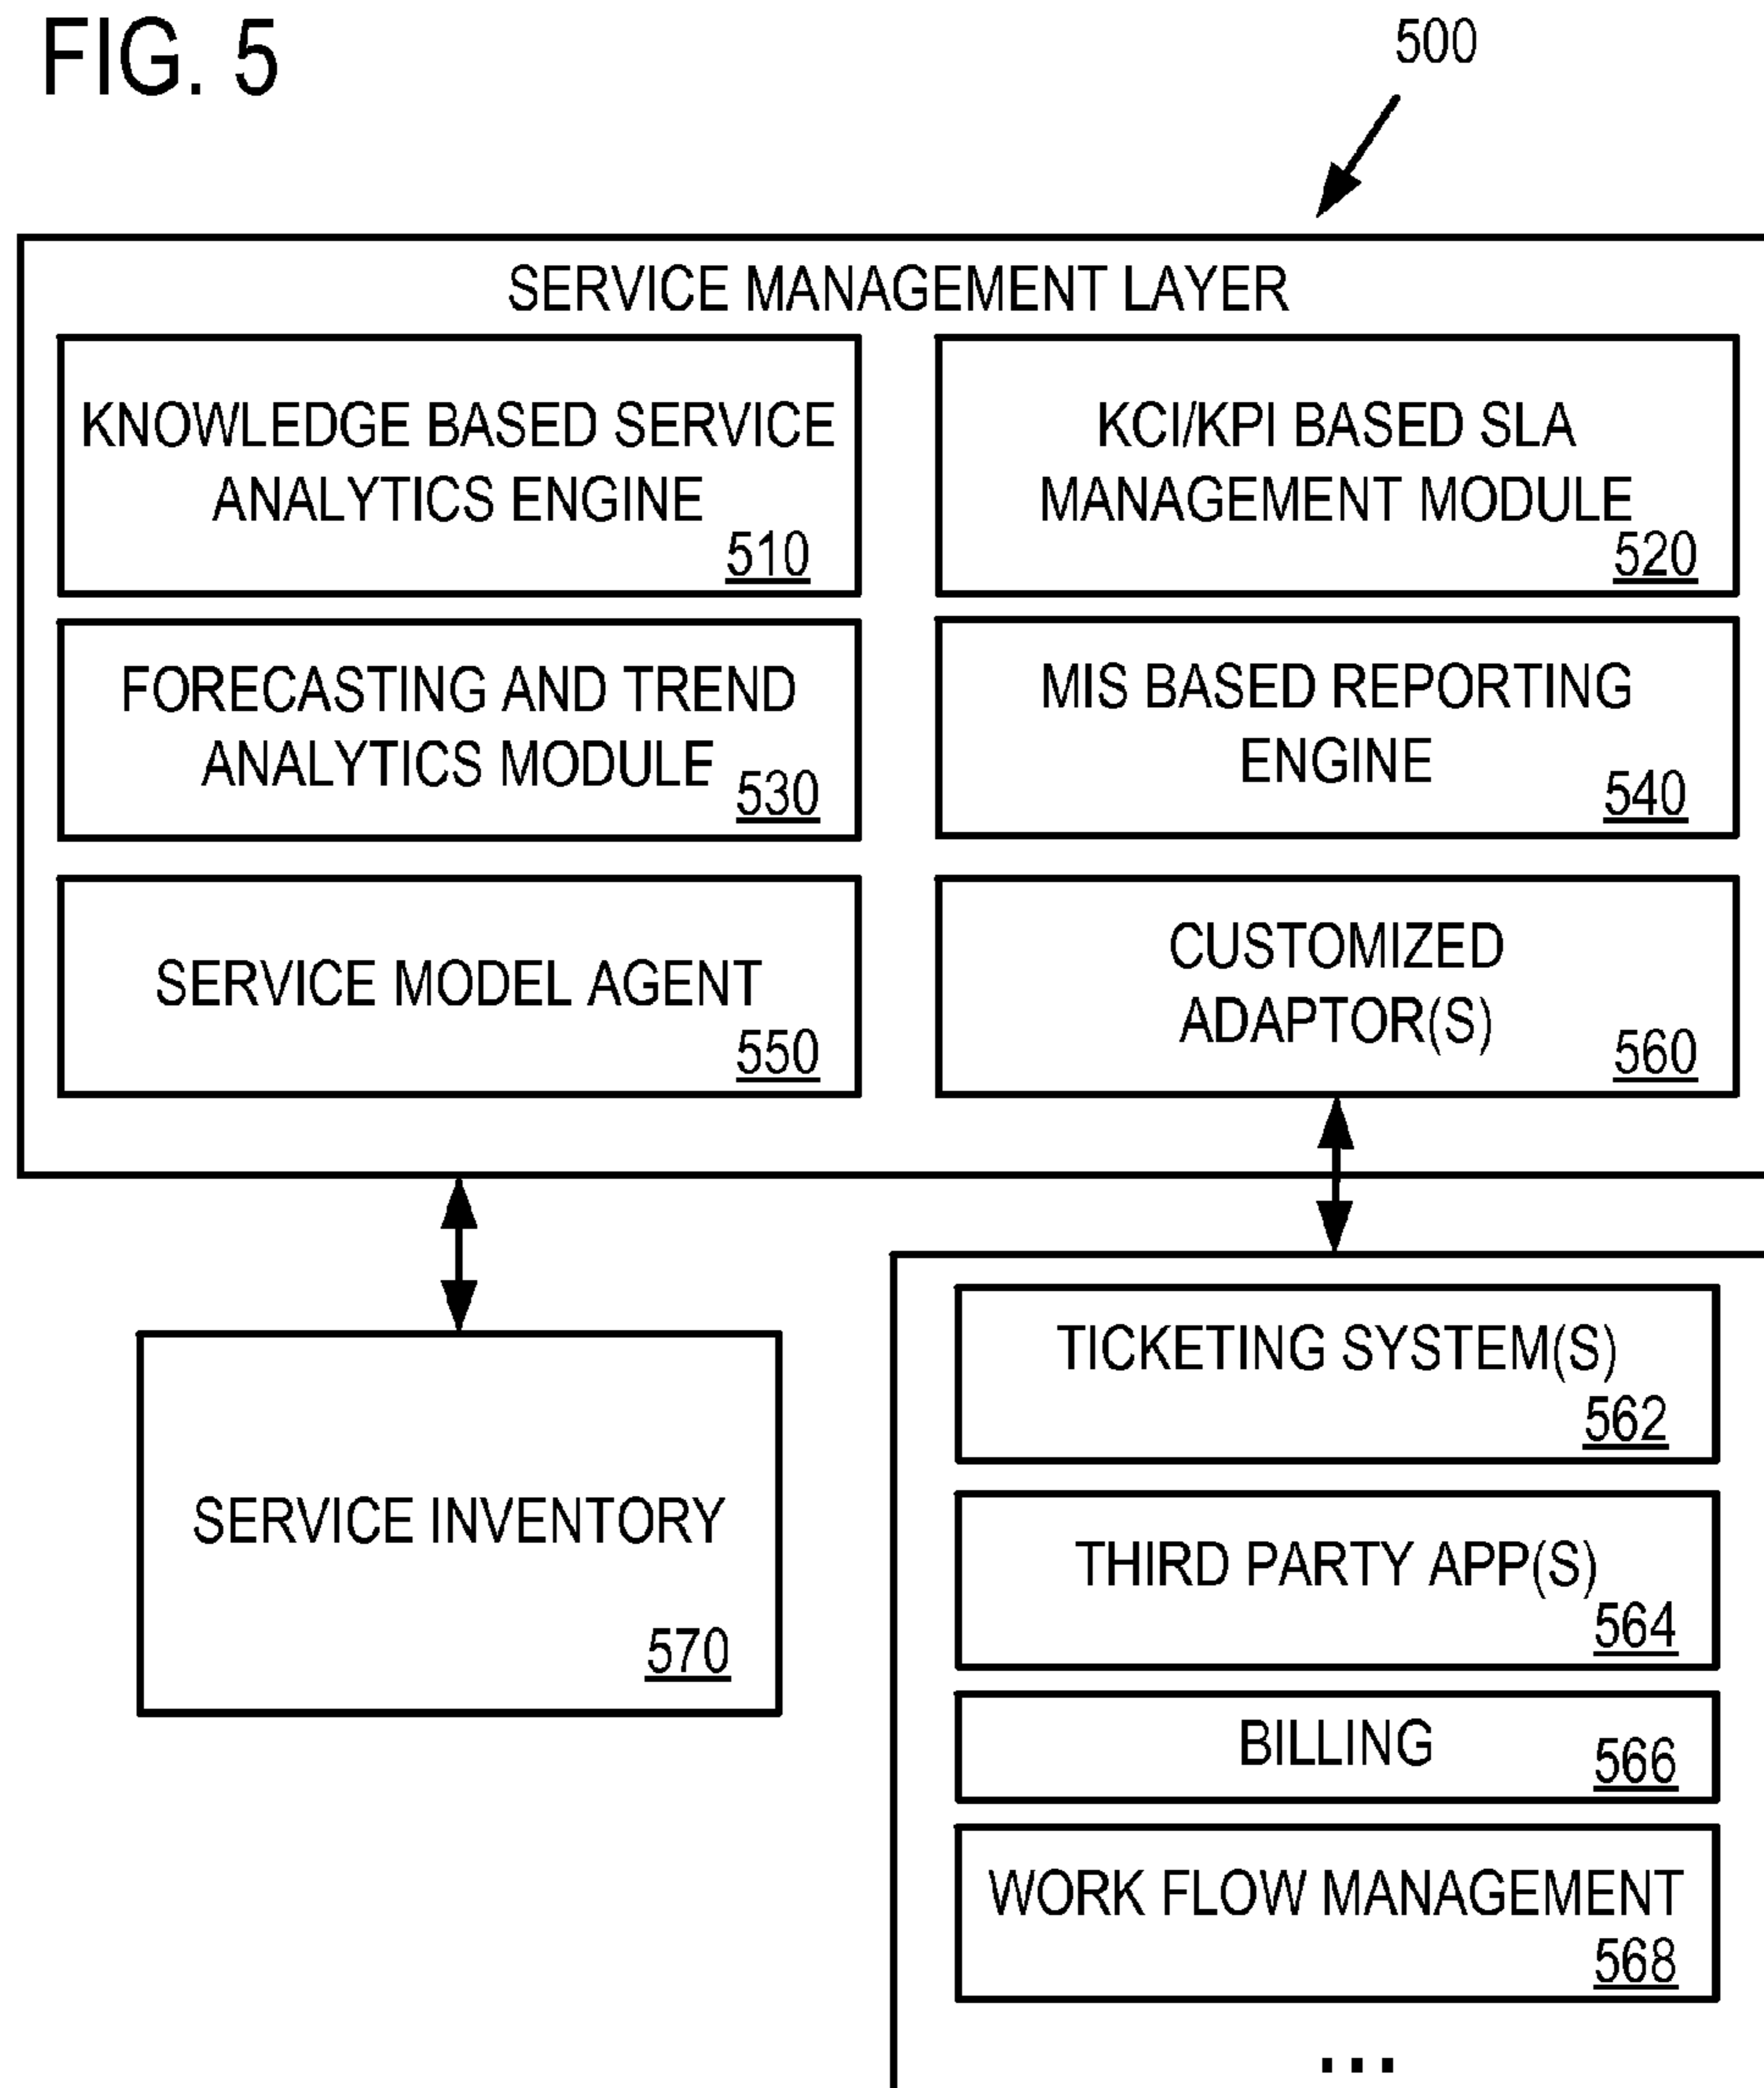 FIG. 5
500
SERVICE MANAGEMENT LAYER
KNOWLEDGE BASED SERVICE
ANALYTICS ENGINE
510
KCI/KPI BASED SLA
MANAGEMENT MODULE
520
FORECASTING AND TREND
ANALYTICS MODULE
530
MIS BASED REPORTING
ENGINE
540
SERVICE MODEL AGENT
550
CUSTOMIZED
ADAPTOR(S)
560
SERVICE INVENTORY
570
TICKETING SYSTEM(S)
562
THIRD PARTY APP(S)
564
BILLING
566
WORK FLOW MANAGEMENT
568
...